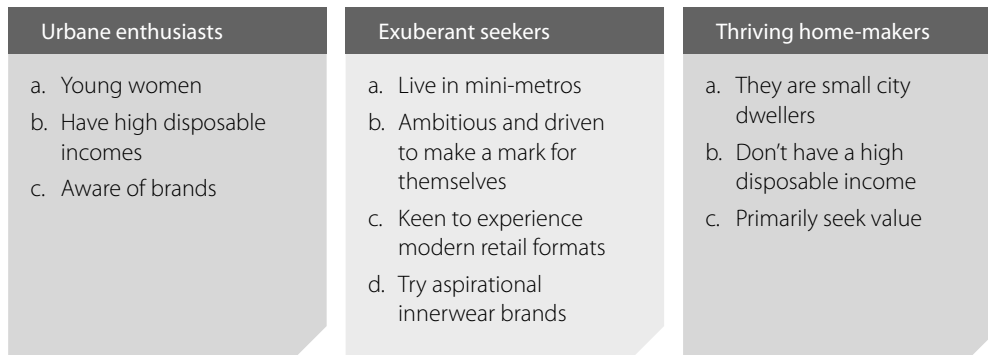 Urbane enthusiasts
a. Young women
b. Have high disposable
incomes
c. Aware of brands
Exuberant seekers
a. Live in mini-metros
b. Ambitious and driven
to make a mark for
themselves
c. Keen to experience
modern retail formats
d. Try aspirational
innerwear brands
Thriving home-makers
a. They are small city
dwellers
b. Don’t have a high
disposable income
c. Primarily seek value